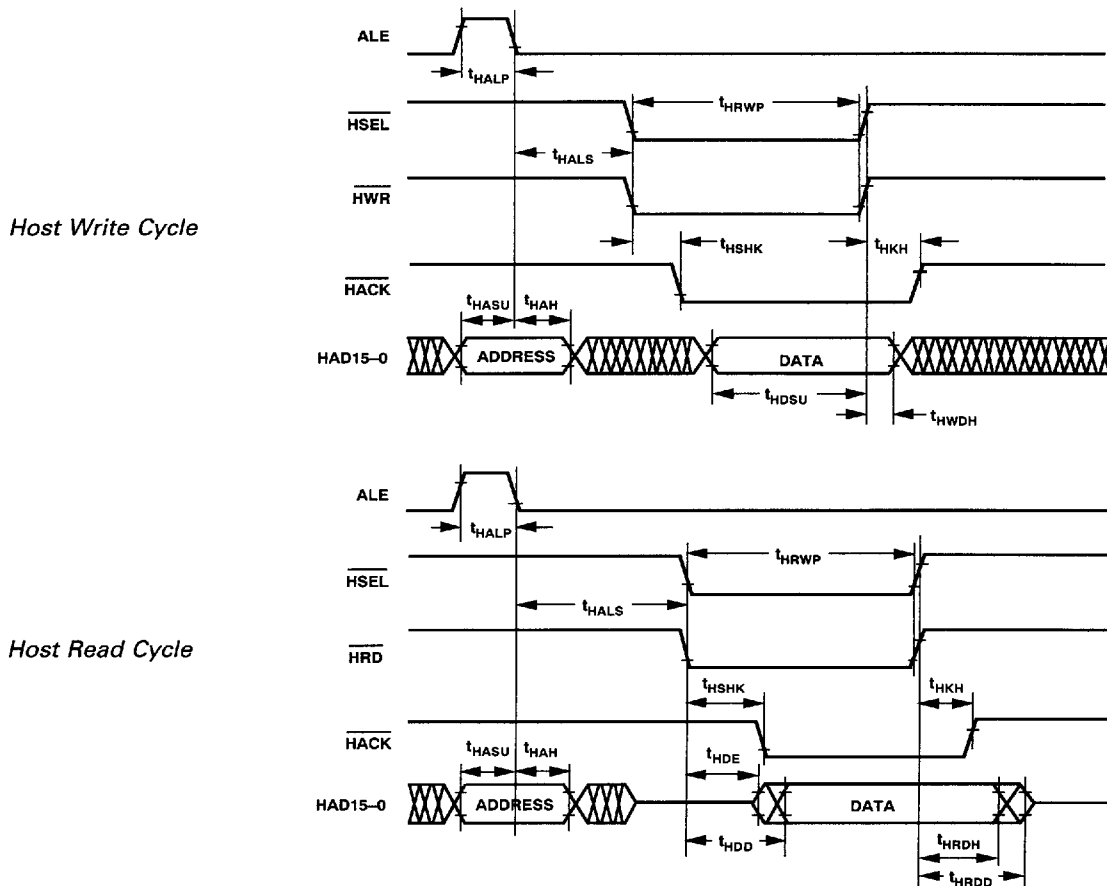 ALE
tHALP
HSEL
tHRWP
tHALS
HWR
Host Write Cycle
tHSHK
tHKH
HACK
tHASU tHAH
HAD15–0 ADDRESS DATA
tHDSU
tHWDH
ALE
tHALP
HSEL
tHRWP
tHALS
Host Read Cycle
HRD
tHSHK
tHKH
HACK
tHASU tHAH
tHDE
HAD15–0 ADDRESS DATA
tHDD
tHRDH
tHRDD